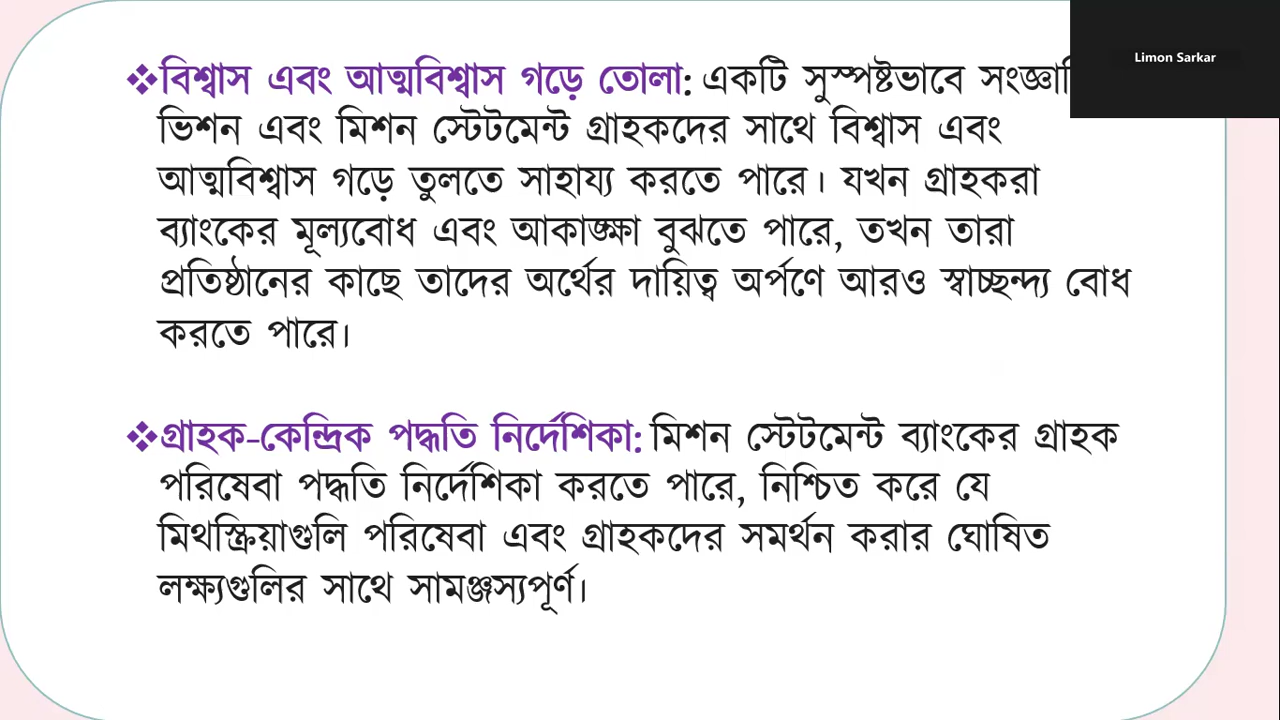 ❖বিশ্বাস এবং আত্মবিশ্বাস গড়ে তোলা: একটি সুস্পষ্টভাবে
Limon Sarkar
ভিশন এবং মিশন স্টেটমেন্ট গ্রাহকদের সাথে বিশ্বাস এবং
আত্মবিশ্বাস গড়ে তুলতে সাহায্য করতে পারে। যখন গ্রাহকরা
ব্যাংকের মূল্যবোধ এবং আকাঙ্ক্ষা বুঝতে পারে, তখন তারা
প্রতিষ্ঠানের কাছে তাদের অর্থের দায়িত্ব অর্পণে আরও স্বাচ্ছন্দ্য বোধ
করতে পারে।
❖গ্রাহক-কেন্দ্রিক পদ্ধতি নির্দেশিকা: মিশন স্টেটমেন্ট ব্যাংকের গ্রাহক
পরিষেবা পদ্ধতি নির্দেশিকা করতে পারে, নিশ্চিত করে যে
মিথস্ক্রিয়াগুলি পরিষেবা এবং গ্রাহকদের সমর্থন করার ঘোষিত
লক্ষ্যগুলির সাথে সামঞ্জস্যপূর্ণ।